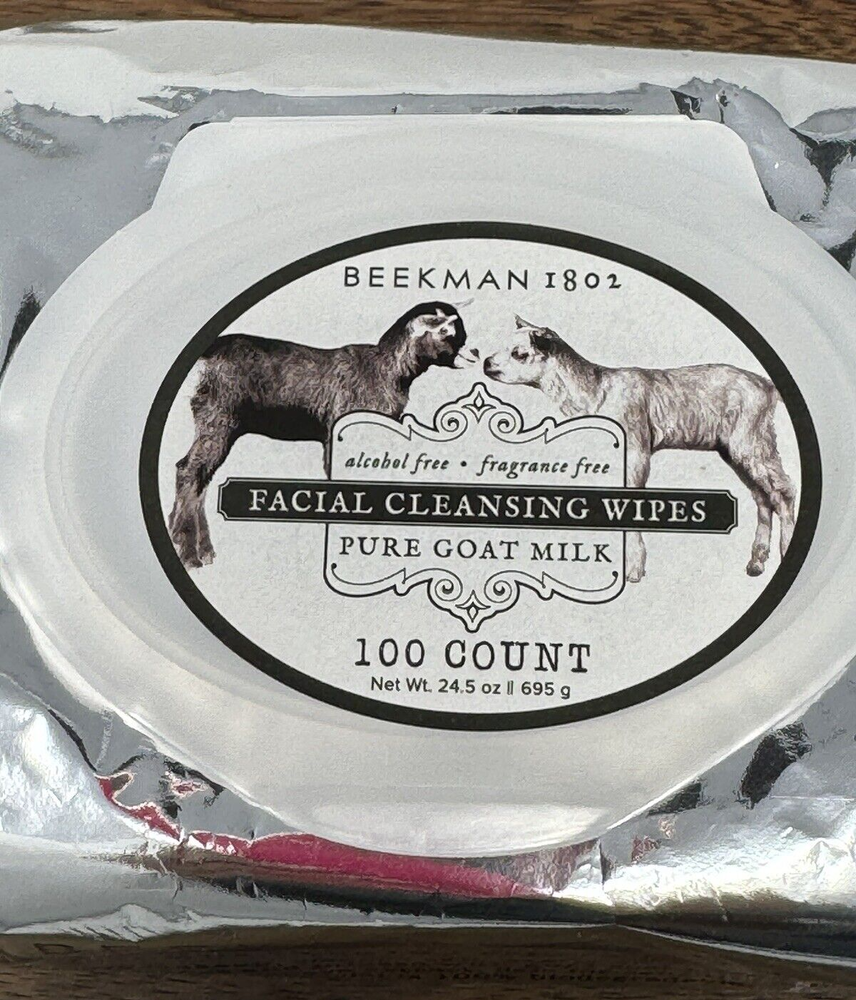 BEEKMAN 1802
alcohol free • fragrance free
FACIAL CLEANSING WIPES
PURE GOAT MILK
100 COUNT
Net Wt. 24.5 oz || 695 g